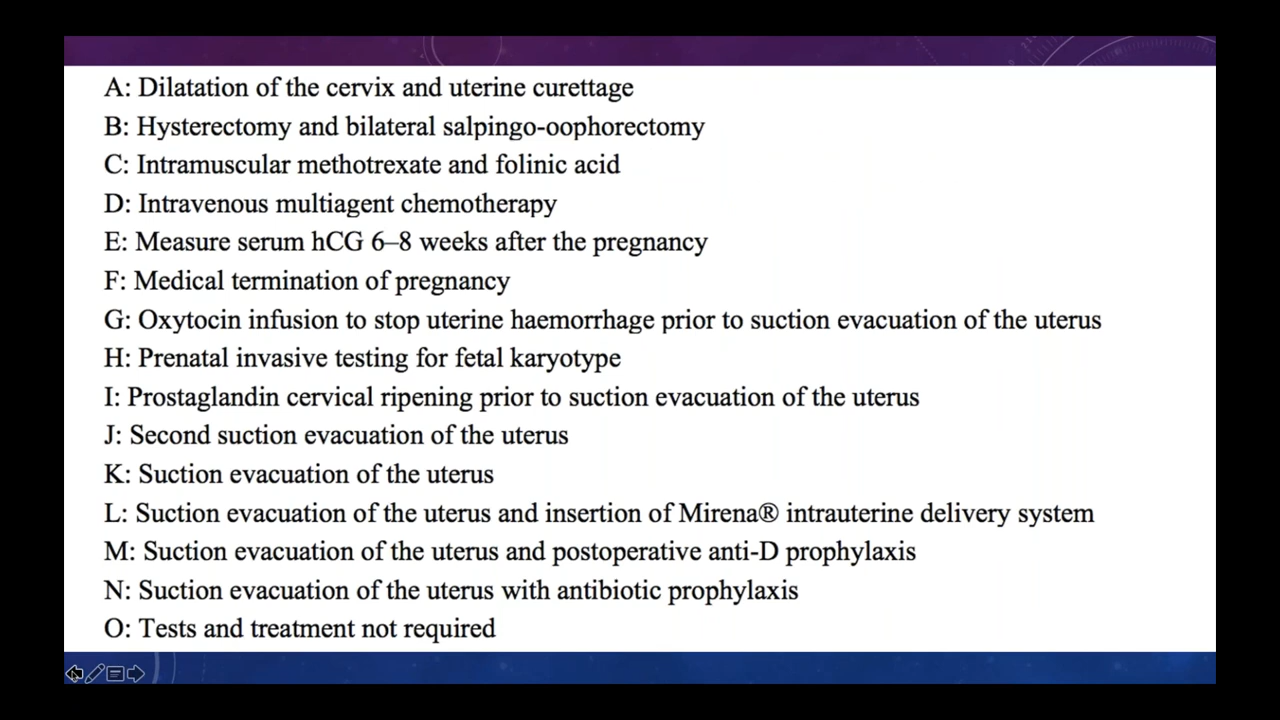 A: Dilatation of the cervix and uterine curettage
B: Hysterectomy and bilateral salpingo-oophorectomy
C: Intramuscular methotrexate and folinic acid
D: Intravenous multiagent chemotherapy
E: Measure serum hCG 6–8 weeks after the pregnancy
F: Medical termination of pregnancy
G: Oxytocin infusion to stop uterine haemorrhage prior to suction evacuation of the uterus
H: Prenatal invasive testing for fetal karyotype
I: Prostaglandin cervical ripening prior to suction evacuation of the uterus
J: Second suction evacuation of the uterus
K: Suction evacuation of the uterus
L: Suction evacuation of the uterus and insertion of Mirena® intrauterine delivery system
M: Suction evacuation of the uterus and postoperative anti-D prophylaxis
N: Suction evacuation of the uterus with antibiotic prophylaxis
O: Tests and treatment not required